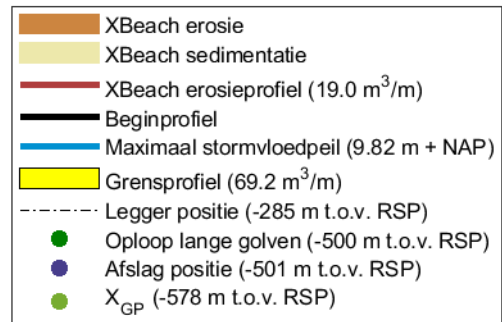 XBeach erosie
XBeach sedimentatie
XBeach erosieprofiel (19.0 m³/m)
Beginprofiel
Maximaal stormvloedpeil (9.82 m + NAP)
Grensprofiel (69.2 m³/m)
Legger positie (-285 m t.o.v. RSP)
Oploop lange golven (-500 m t.o.v. RSP)
Afslag positie (-501 m t.o.v. RSP)
X_GP (-578 m t.o.v. RSP)